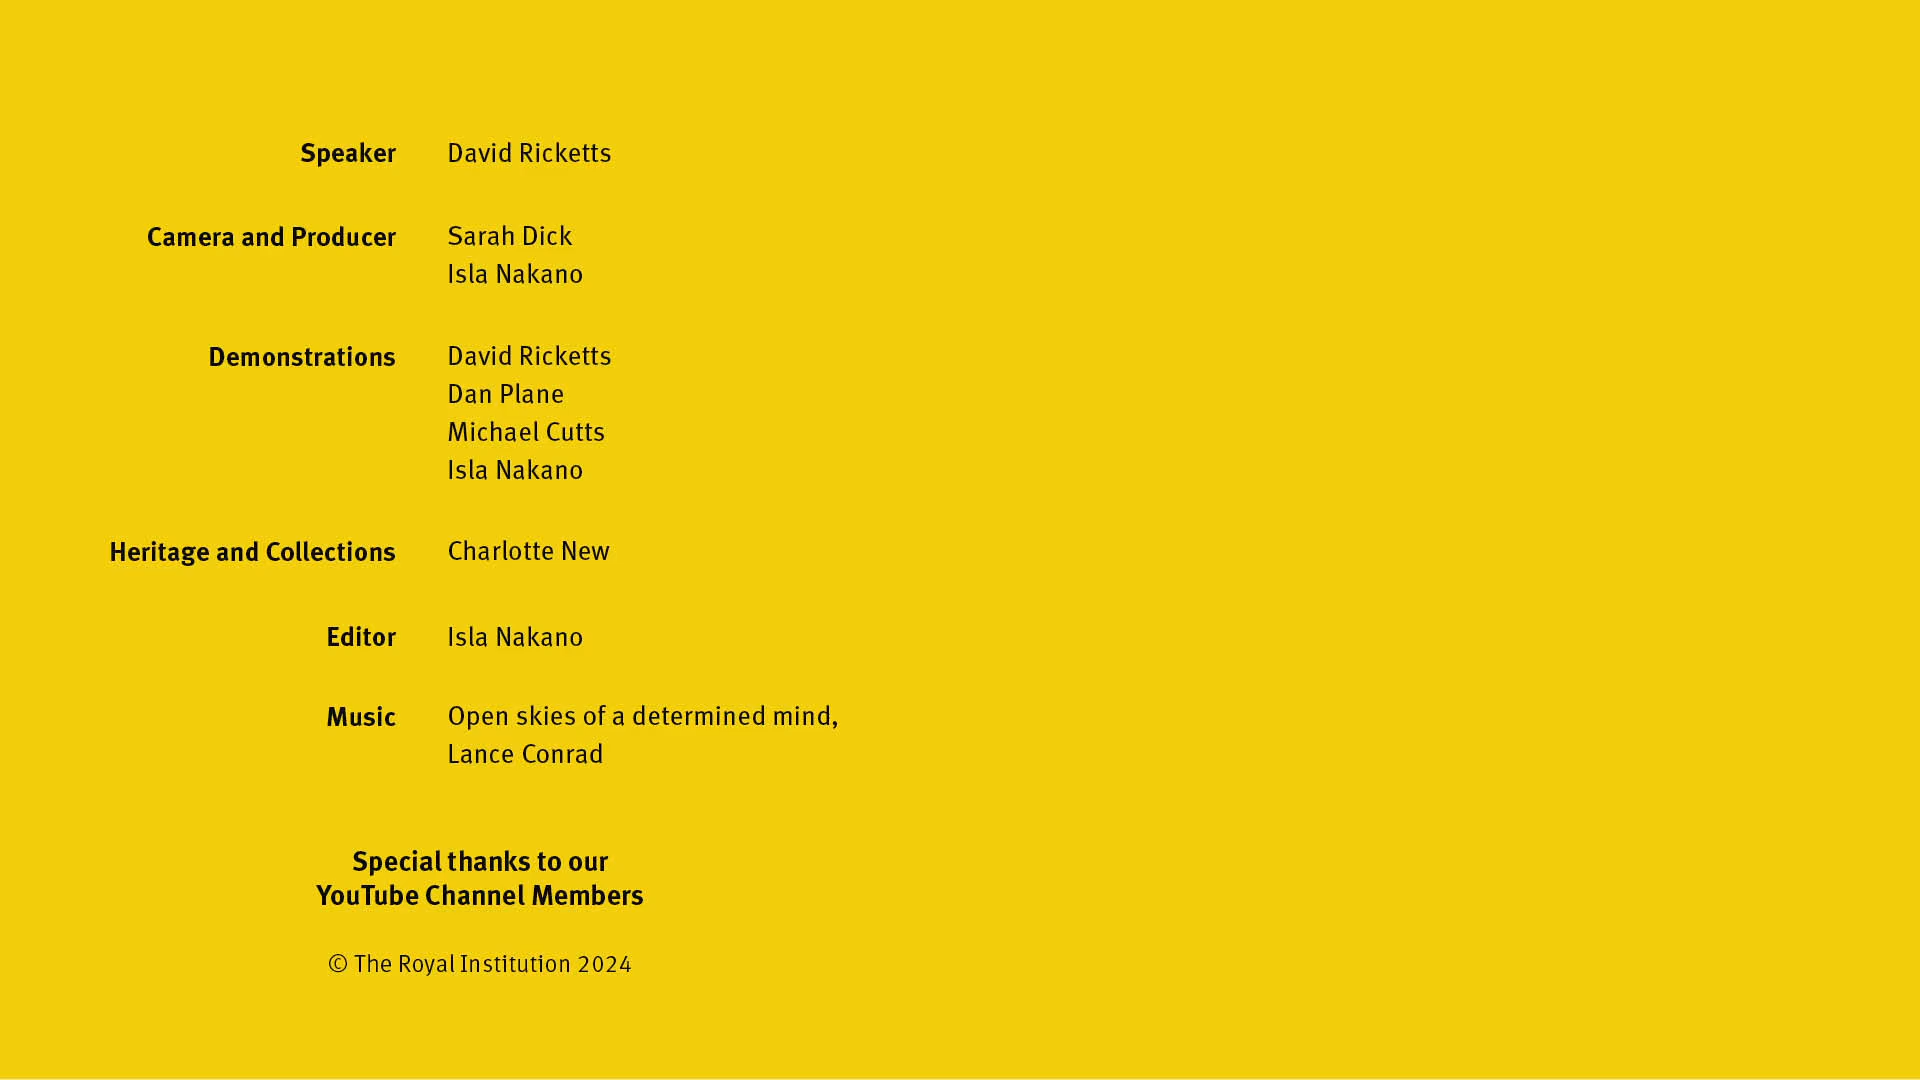 Speaker David Ricketts
Camera and Producer Sarah Dick
Isla Nakano
Demonstrations David Ricketts
Dan Plane
Michael Cutts
Isla Nakano
Heritage and Collections Charlotte New
Editor Isla Nakano
Music Open skies of a determined mind,
Lance Conrad
Special thanks to our
YouTube Channel Members
© The Royal Institution 2024